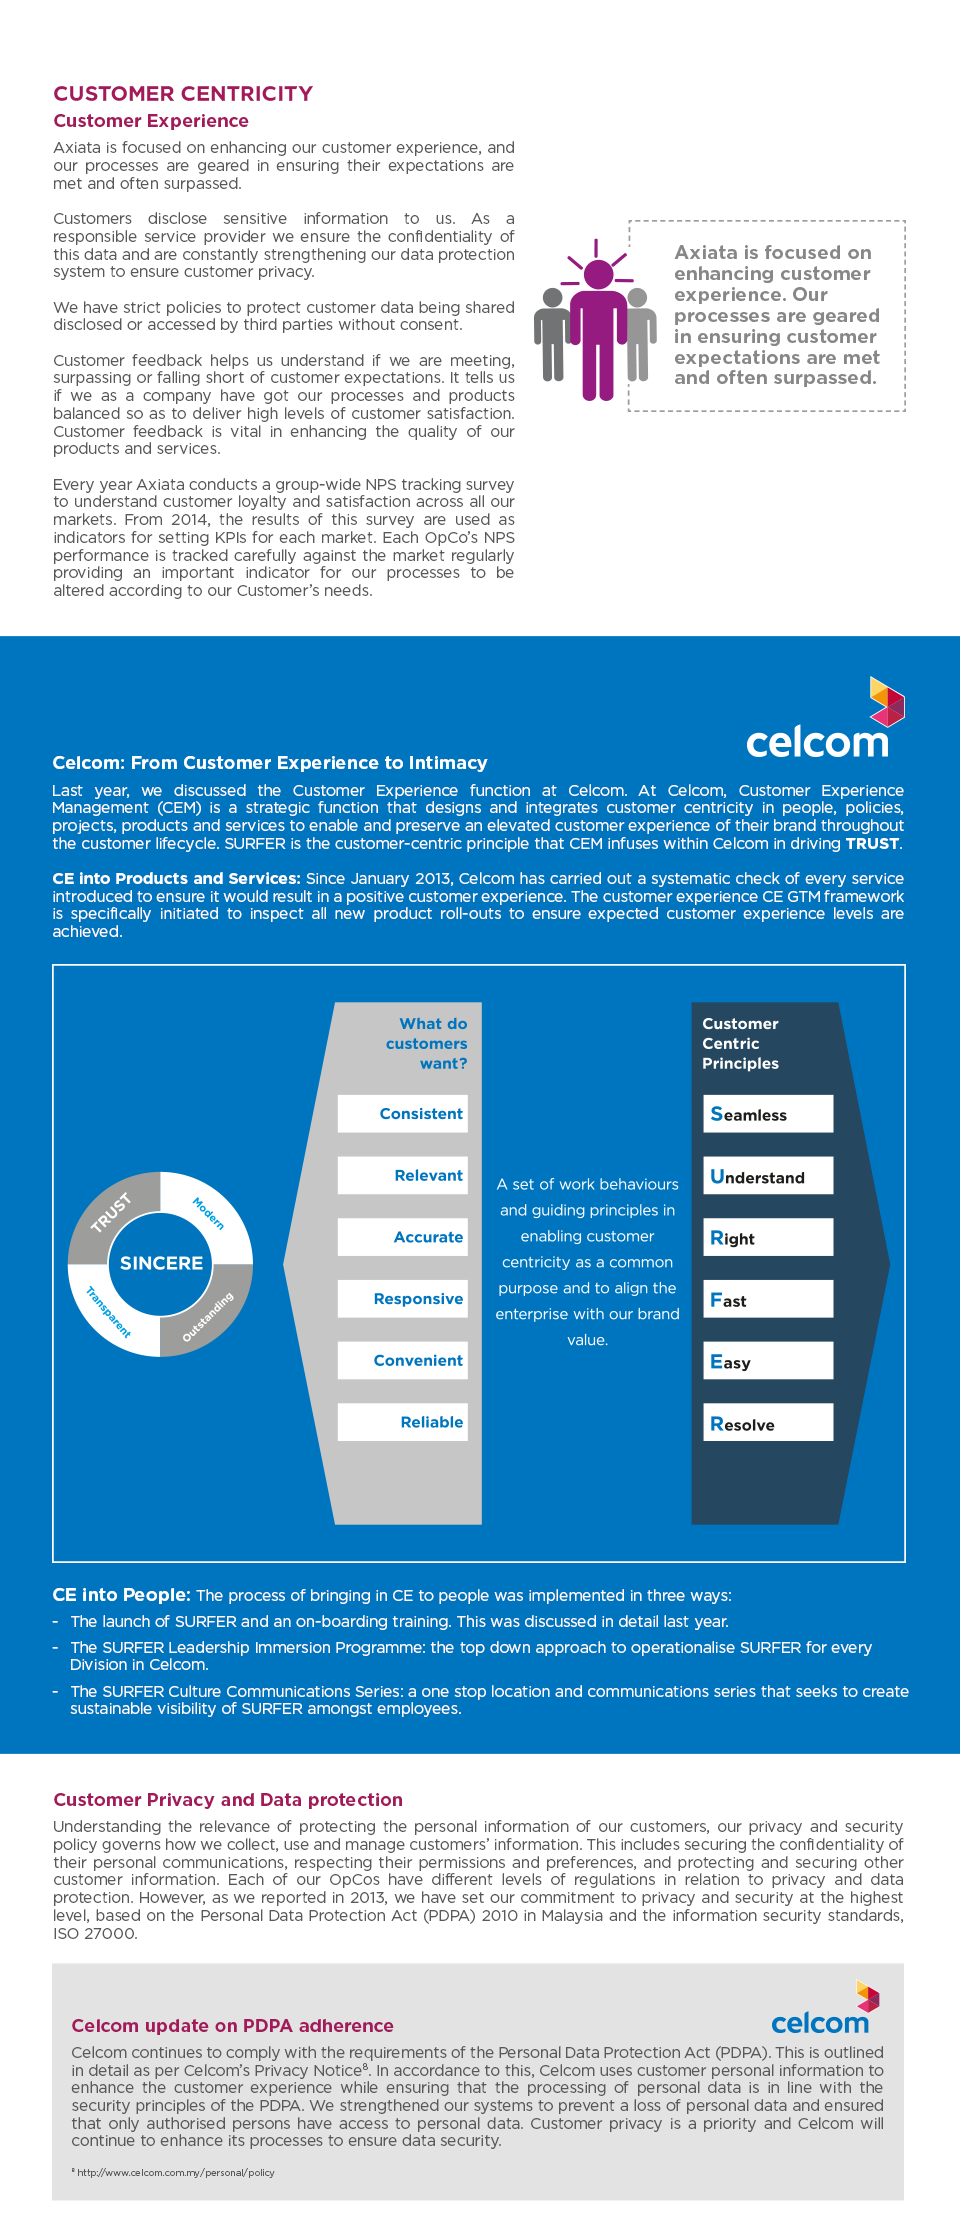 CUSTOMER CENTRICITY
Customer Experience
Axiata is focused on enhancing our customer experience, and
our processes are geared in ensuring their expectations are
met and often surpassed.
Customers disclose sensitive information to us. As a
responsible service provider we ensure the confidentiality of
this data and are constantly strengthening our data protection
system to ensure customer privacy.
We have strict policies to protect customer data being shared
disclosed or accessed by third parties without consent.
Customer feedback helps us understand if we are meeting,
surpassing or falling short of customer expectations. It tells us
if we as a company have got our processes and products
balanced so as to deliver high levels of customer satisfaction.
Customer feedback is vital in enhancing the quality of our
products and services.
Every year Axiata conducts a group-wide NPS tracking survey
to understand customer loyalty and satisfaction across all our
markets. From 2014, the results of this survey are used as
indicators for setting KPIs for each market. Each OpCo's NPS
performance is tracked carefully against the market regularly
providing an important indicator for our processes to be
altered according to our Customer's needs.
Axiata is focused on
enhancing customer
experience. Our
processes are geared
in ensuring customer
expectations are met
and often surpassed.
celcom
Celcom: From Customer Experience to Intimacy
Last year, we discussed the Customer Experience function at Celcom. At Celcom, Customer Experience
Management (CEM) is a strategic function that designs and integrates customer centricity in people, policies,
projects, products and services to enable and preserve an elevated customer experience of their brand throughout
the customer lifecycle. SURFER is the customer-centric principle that CEM infuses within Celcom in driving TRUST.
CE into Products and Services: Since January 2013, Celcom has carried out a systematic check of every service
introduced to ensure it would result in a positive customer experience. The customer experience CE GTM framework
is specifically initiated to inspect all new product roll-outs to ensure expected customer experience levels are
achieved.
TRUST
Modern
SINCERE
Transparent
Outstanding
What do
customers
want?
Consistent
Relevant
Accurate
Responsive
Convenient
Reliable
A set of work behaviours
and guiding principles in
enabling customer
centricity as a common
purpose and to align the
enterprise with our brand
value.
Customer
Centric
Principles
Seamless
Understand
Right
Fast
Easy
Resolve
CE into People: The process of bringing in CE to people was implemented in three ways:
- The launch of SURFER and an on-boarding training. This was discussed in detail last year.
- The SURFER Leadership Immersion Programme: the top down approach to operationalise SURFER for every
Division in Celcom.
- The SURFER Culture Communications Series: a one stop location and communications series that seeks to create
sustainable visibility of SURFER amongst employees.
Customer Privacy and Data protection
Understanding the relevance of protecting the personal information of our customers, our privacy and security
policy governs how we collect, use and manage customers' information. This includes securing the confidentiality of
their personal communications, respecting their permissions and preferences, and protecting and securing other
customer information. Each of our OpCos have different levels of regulations in relation to privacy and data
protection. However, as we reported in 2013, we have set our commitment to privacy and security at the highest
level, based on the Personal Data Protection Act (PDPA) 2010 in Malaysia and the information security standards,
ISO 27000.
celcom
Celcom update on PDPA adherence
Celcom continues to comply with the requirements of the Personal Data Protection Act (PDPA). This is outlined
in detail as per Celcom's Privacy Notice⁸. In accordance to this, Celcom uses customer personal information to
enhance the customer experience while ensuring that the processing of personal data is in line with the
security principles of the PDPA. We strengthened our systems to prevent a loss of personal data and ensured
that only authorised persons have access to personal data. Customer privacy is a priority and Celcom will
continue to enhance its processes to ensure data security.
⁸ http://www.celcom.com.my/personal/policy